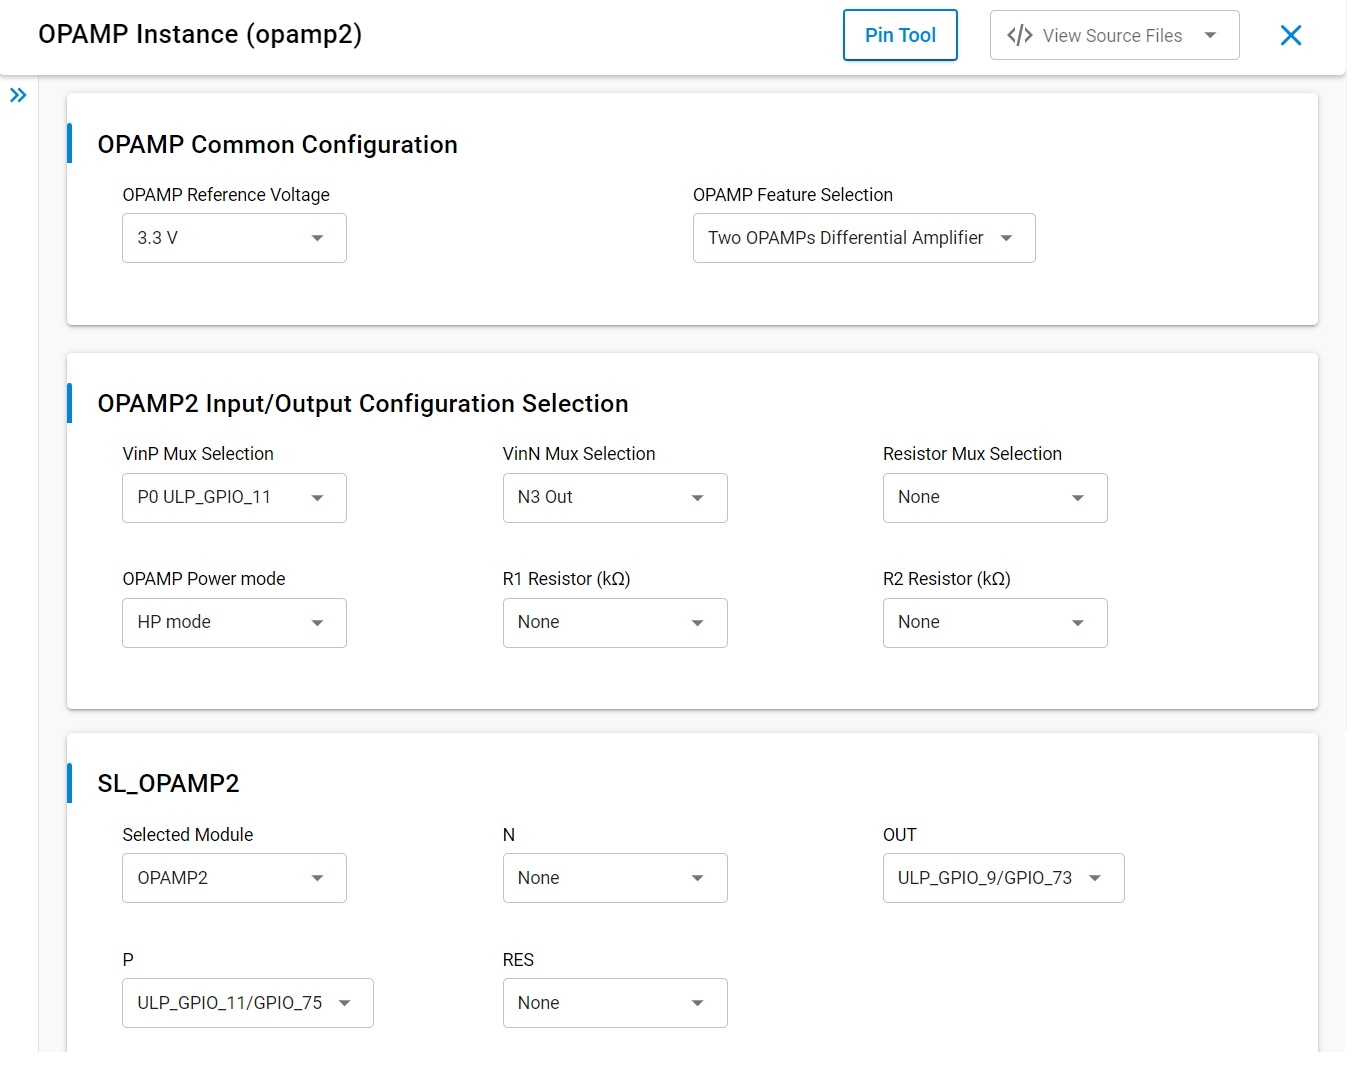 OPAMP Instance (opamp2)
Pin Tool
View Source Files
OPAMP Common Configuration
OPAMP Reference Voltage
OPAMP Feature Selection
3.3 V
Two OPAMPs Differential Amplifier
OPAMP2 Input/Output Configuration Selection
VinP Mux Selection
VinN Mux Selection
Resistor Mux Selection
P0 ULP_GPIO_11
N3 Out
None
OPAMP Power mode
R1 Resistor (kΩ)
R2 Resistor (kΩ)
HP mode
None
None
SL_OPAMP2
Selected Module
N
OUT
OPAMP2
None
ULP_GPIO_9/GPIO_73
P
RES
ULP_GPIO_11/GPIO_75
None